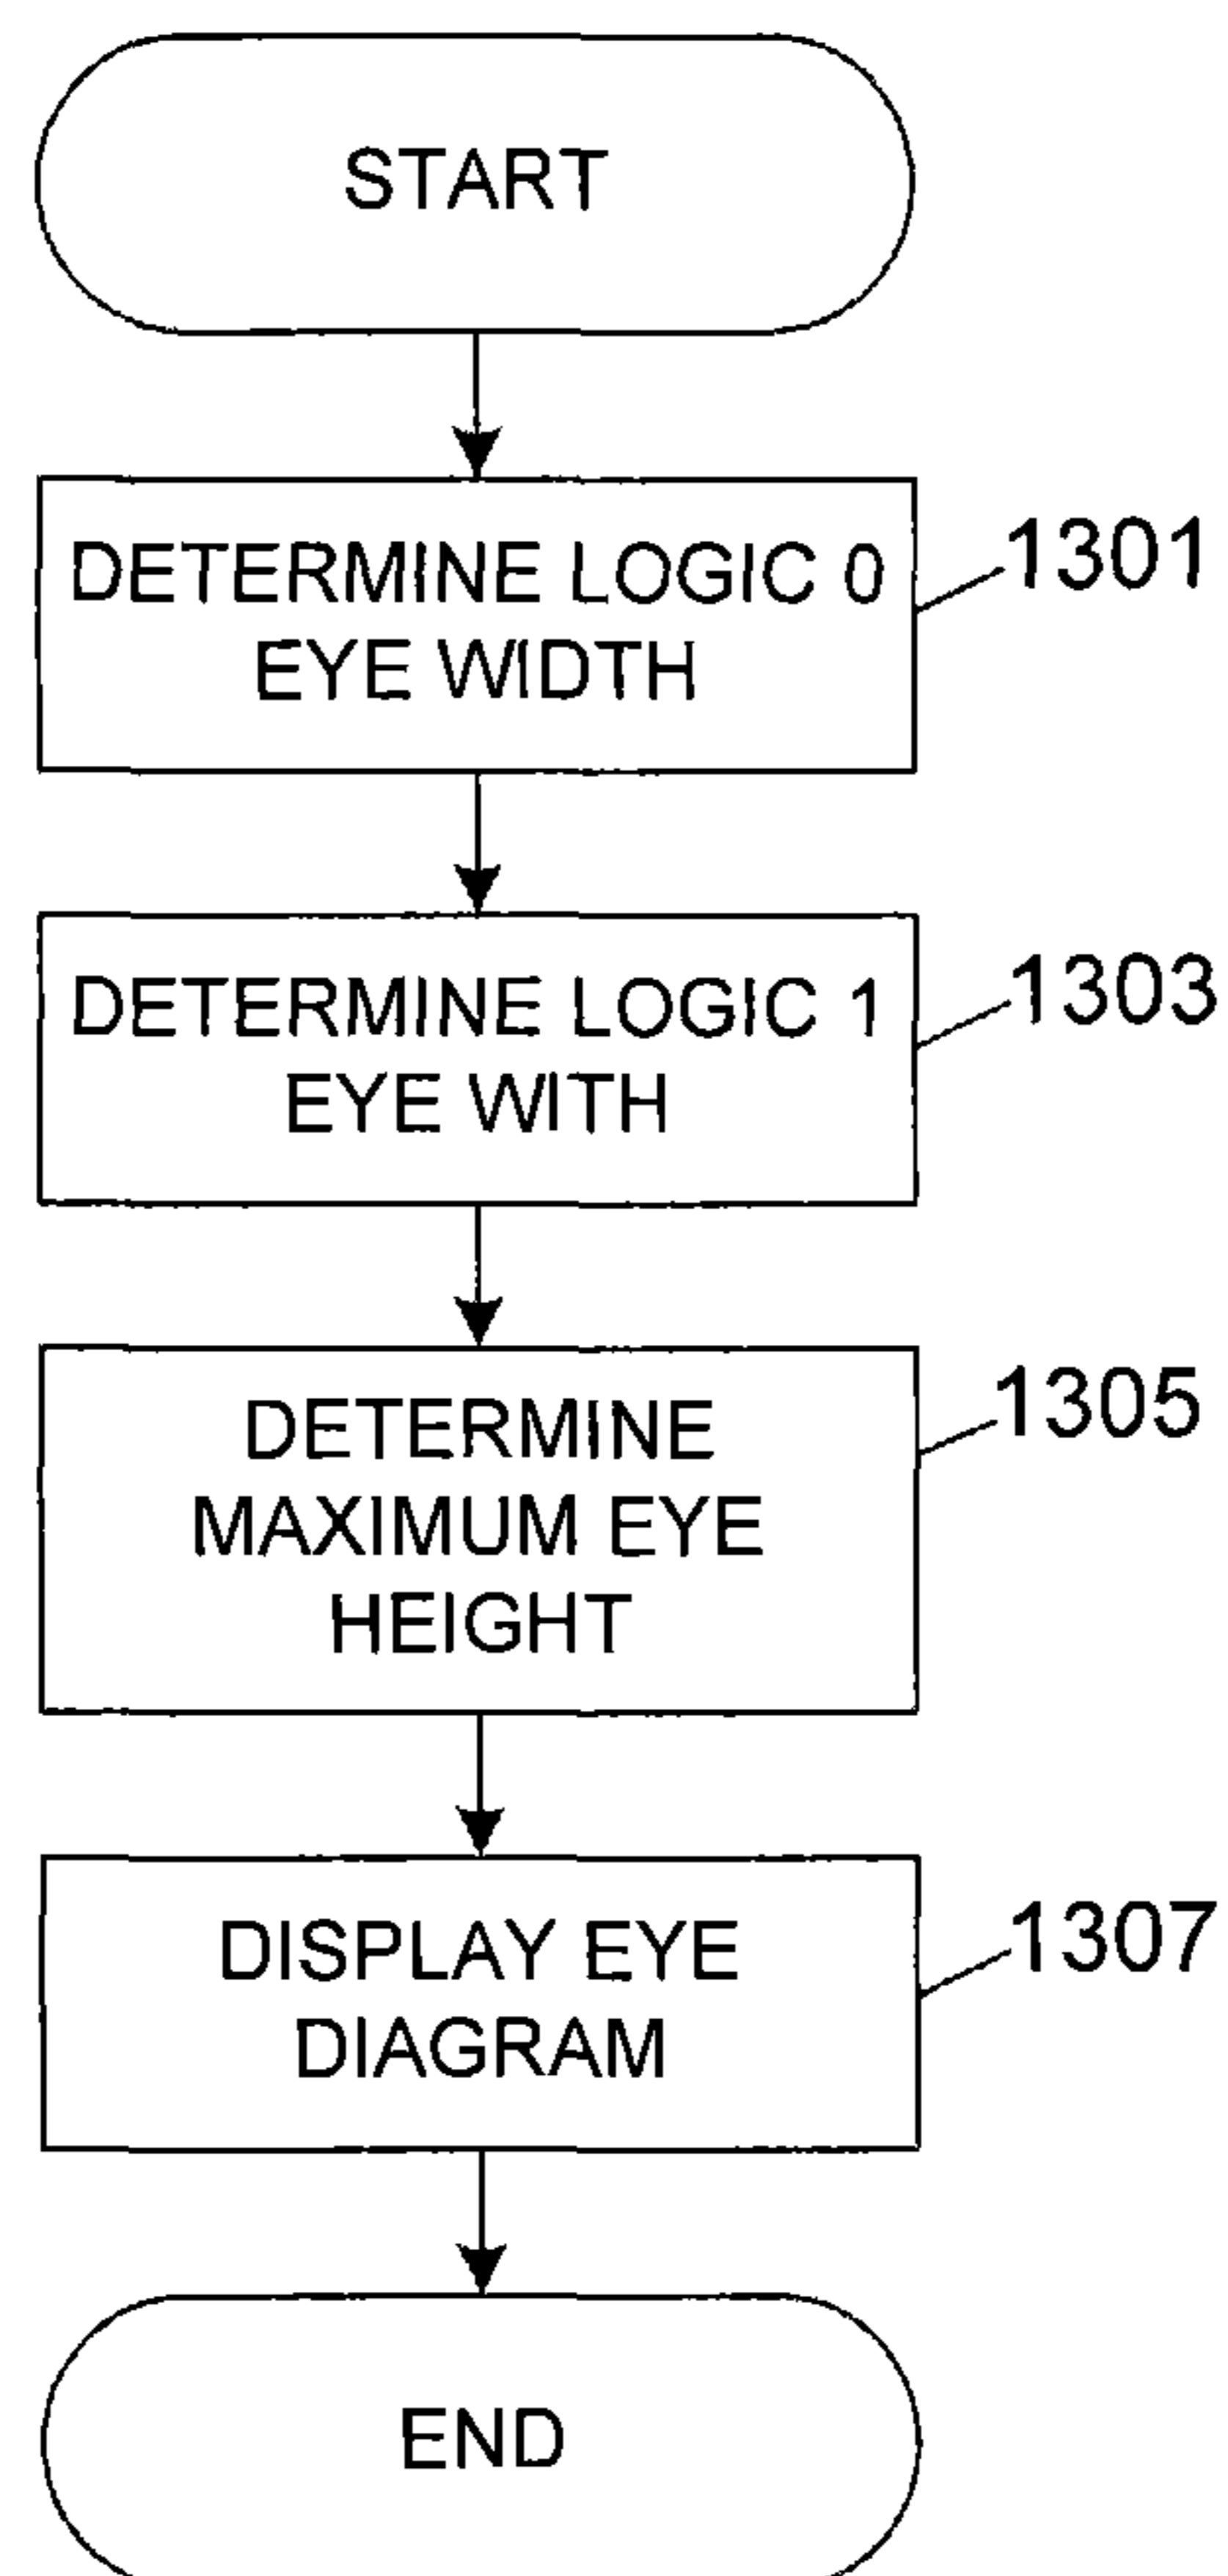 START
DETERMINE LOGIC 0
EYE WIDTH
1301
DETERMINE LOGIC 1
EYE WITH
1303
DETERMINE
MAXIMUM EYE
HEIGHT
1305
DISPLAY EYE
DIAGRAM
1307
END